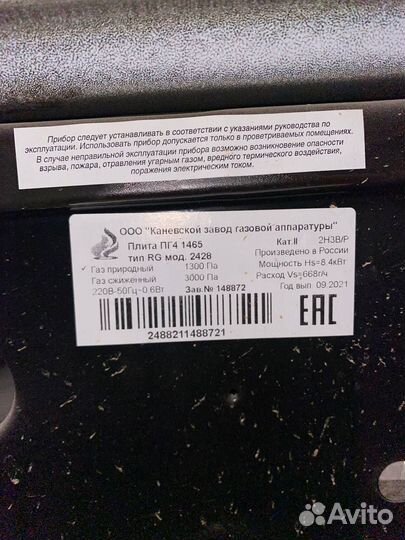 Прибор следует устанавливать в соответствии с указаниями руководства по
эксплуатации. Использовать прибор допускается только в проветриваемых помещениях.
В случае неправильной эксплуатации прибора возможно возникновение опасности
взрыва, пожара, отравления угарным газом, вредного термического воздействия,
поражения электрическим током.
ООО "Каневской завод газовой аппаратуры"
Плита ПГ4 1465 Кат.II 2H3B/P
тип RG мод. 2428 Произведено в России
✓ Газ природный 1300 Па Мощность Hs=8.4кВт
Газ сжиженный 3000 Па Расход Vs=668г/ч
220В-50Гц~0.6Вт Зав.№ 148872 Год вып 09.2021
2488211488721
EAC
Avito